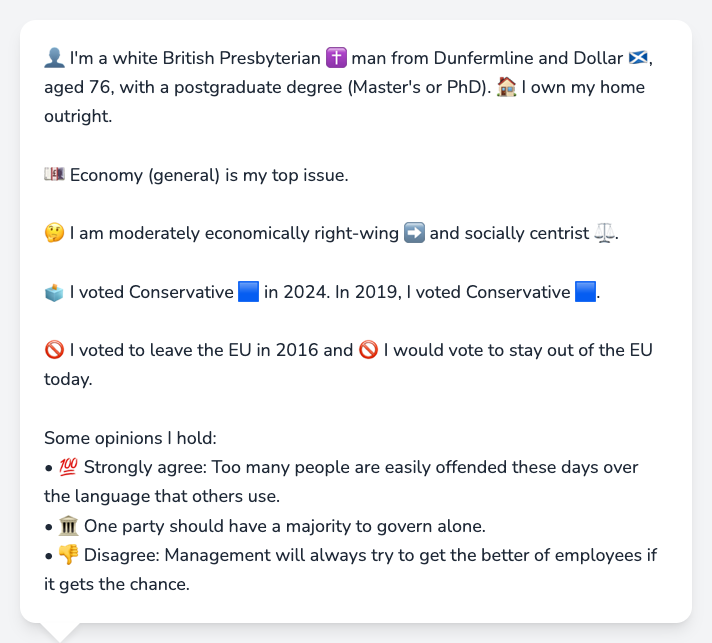 👤 I'm a white British Presbyterian ✝️ man from Dunfermline and Dollar 🏴󠁧󠁢󠁳󠁣󠁴󠁿,
aged 76, with a postgraduate degree (Master's or PhD). 🏠 I own my home
outright.
💷 Economy (general) is my top issue.
🤔 I am moderately economically right-wing ➡️ and socially centrist ⚖️.
🗳️ I voted Conservative 🟦 in 2024. In 2019, I voted Conservative 🟦.
🚫 I voted to leave the EU in 2016 and 🚫 I would vote to stay out of the EU
today.
Some opinions I hold:
• 💯 Strongly agree: Too many people are easily offended these days over
the language that others use.
• 🏛️ One party should have a majority to govern alone.
• 👎 Disagree: Management will always try to get the better of employees if
it gets the chance.